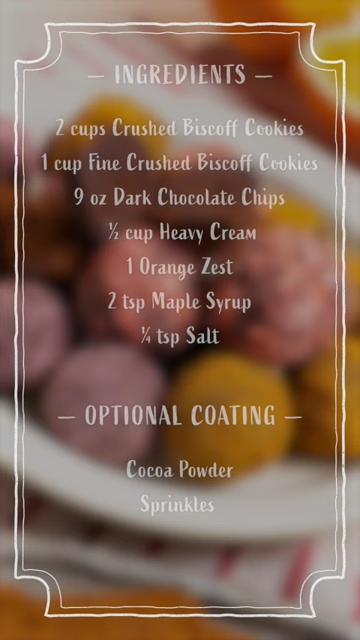 — INGREDIENTS —
2 cups Crushed Biscoff Cookies
1 cup Fine Crushed Biscoff Cookies
9 oz Dark Chocolate Chips
½ cup Heavy Cream
1 Orange Zest
2 tsp Maple Syrup
¼ tsp Salt
— OPTIONAL COATING —
Cocoa Powder
Sprinkles